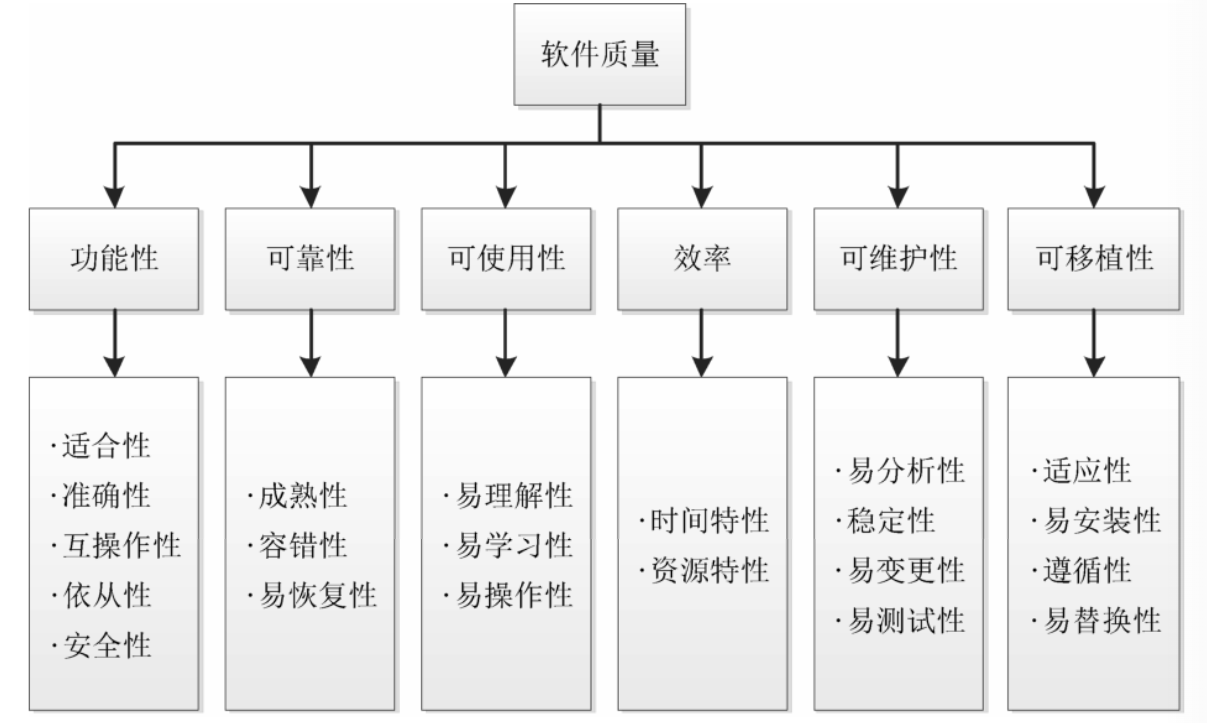 软件质量
功能性
可靠性
可使用性
效率
可维护性
可移植性
·适合性
·准确性
·互操作性
·依从性
·安全性
·成熟性
·容错性
·易恢复性
·易理解性
·易学习性
·易操作性
·时间特性
·资源特性
·易分析性
·稳定性
·易变更性
·易测试性
·适应性
·易安装性
·遵循性
·易替换性